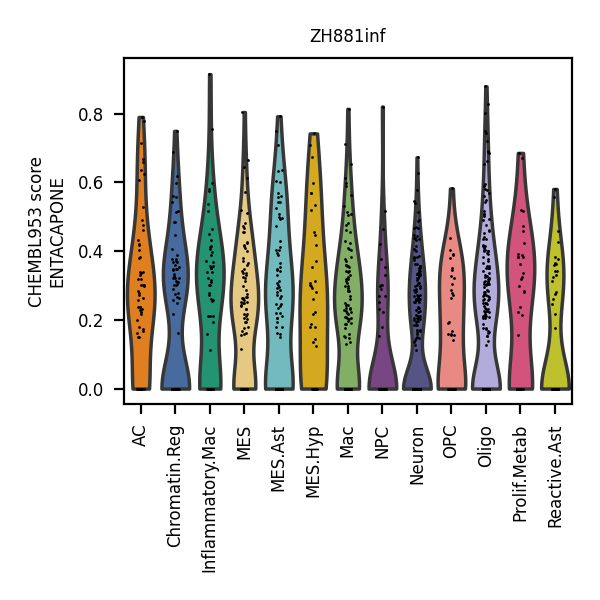 ZH881inf
CHEMBL953 score
ENTACAPONE
0.8
0.6
0.4
0.2
0.0
AC
Chromatin.Reg
Inflammatory.Mac
MES
MES.Ast
MES.Hyp
Mac
NPC
Neuron
OPC
Oligo
Prolif.Metab
Reactive.Ast